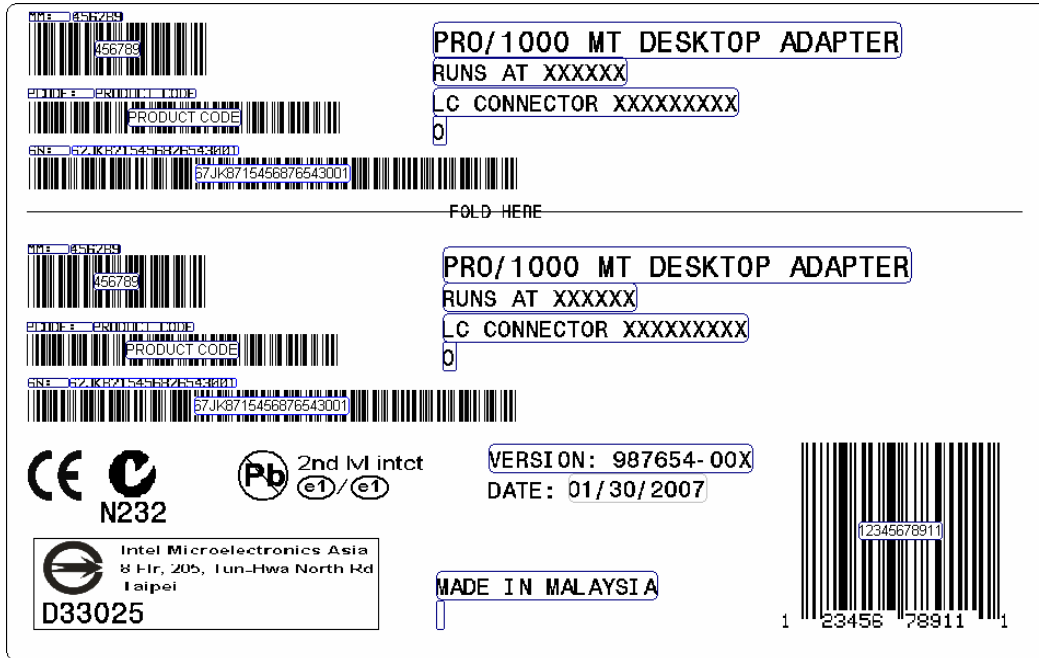 MM: 456789
456789
PRO/1000 MT DESKTOP ADAPTER
RUNS AT XXXXXX
PCODE: PRODUCT CODE
PRODUCT CODE
LC CONNECTOR XXXXXXXXX
0
SN: 67JK8715456876543001
67JK8715456876543001
FOLD HERE
MM: 456789
456789
PRO/1000 MT DESKTOP ADAPTER
RUNS AT XXXXXX
PCODE: PRODUCT CODE
PRODUCT CODE
LC CONNECTOR XXXXXXXXX
0
SN: 67JK8715456876543001
67JK8715456876543001
CE
N232
Pb
2nd lvl intct
e1/e1
VERSION: 987654-00X
DATE: 01/30/2007
Intel Microelectronics Asia
8 Flr, 205, Tun-Hwa North Rd
Taipei
D33025
MADE IN MALAYSIA
12345678911
1 23456 78911 1